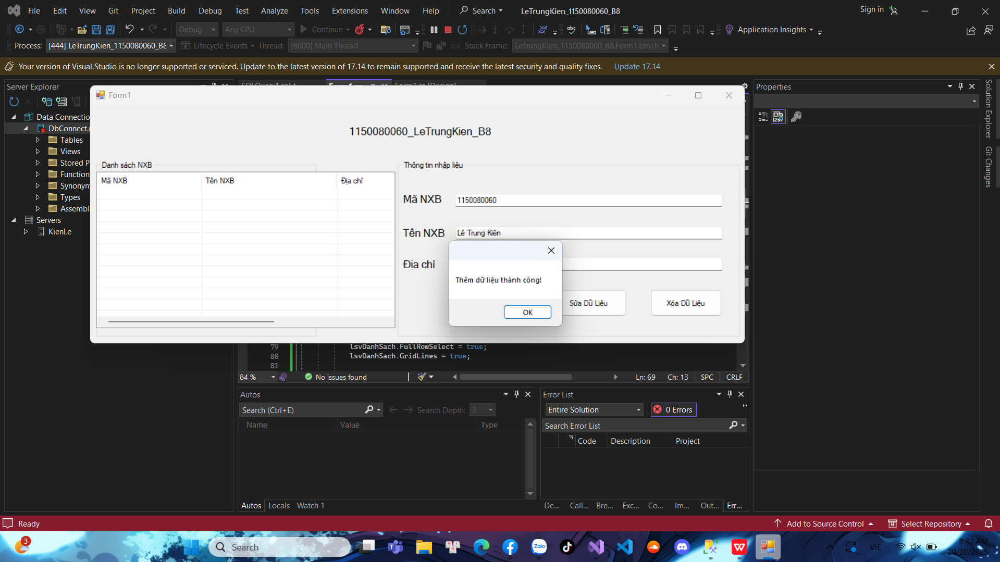 File Edit View Git Project Build Debug Test Analyze Tools Extensions Window Help Search LeTrungKien_1150080060_B8 Sign in
Debug Any CPU Continue Application Insights
Process: [444] LeTrungKien_1150080060_B8 Lifecycle Events Thread: [8600] Main Thread Stack Frame: LeTrungKien_1150080060_B8.Form1.btnTh
Your version of Visual Studio is no longer supported or serviced. Update to the latest version of 17.14 to remain supported and receive the latest security and quality fixes. Update 17.14
Server Explorer
Data Connectio
DbConnect.
Tables
Views
Stored P
Function
Synonym
Types
Assembl
Servers
KienLe
Form1
1150080060_LeTrungKien_B8
Danh sách NXB
Mã NXB Tên NXB Địa chỉ
Thông tin nhập liệu
Mã NXB 1150080060
Tên NXB Lê Trung Kiên
Địa chỉ
Thêm dữ liệu thành công!
OK
Sửa Dữ Liệu Xóa Dữ Liệu
79 lsvDanhSach.FullRowSelect = true;
80 lsvDanhSach.GridLines = true;
81
84 % No issues found Ln: 69 Ch: 13 SPC CRLF
Properties
Solution Explorer
Git Changes
Autos
Search (Ctrl+E) Search Depth: 3
Name Value Type
Autos Locals Watch 1
Error List
Entire Solution 0 Errors
Search Error List
Code Description Project
De... Call... Bre... Exc... Co... Im... Out... Err...
Ready Add to Source Control Select Repository
3
Search
Zalo
VIE
8:42 AM
20/10/2025